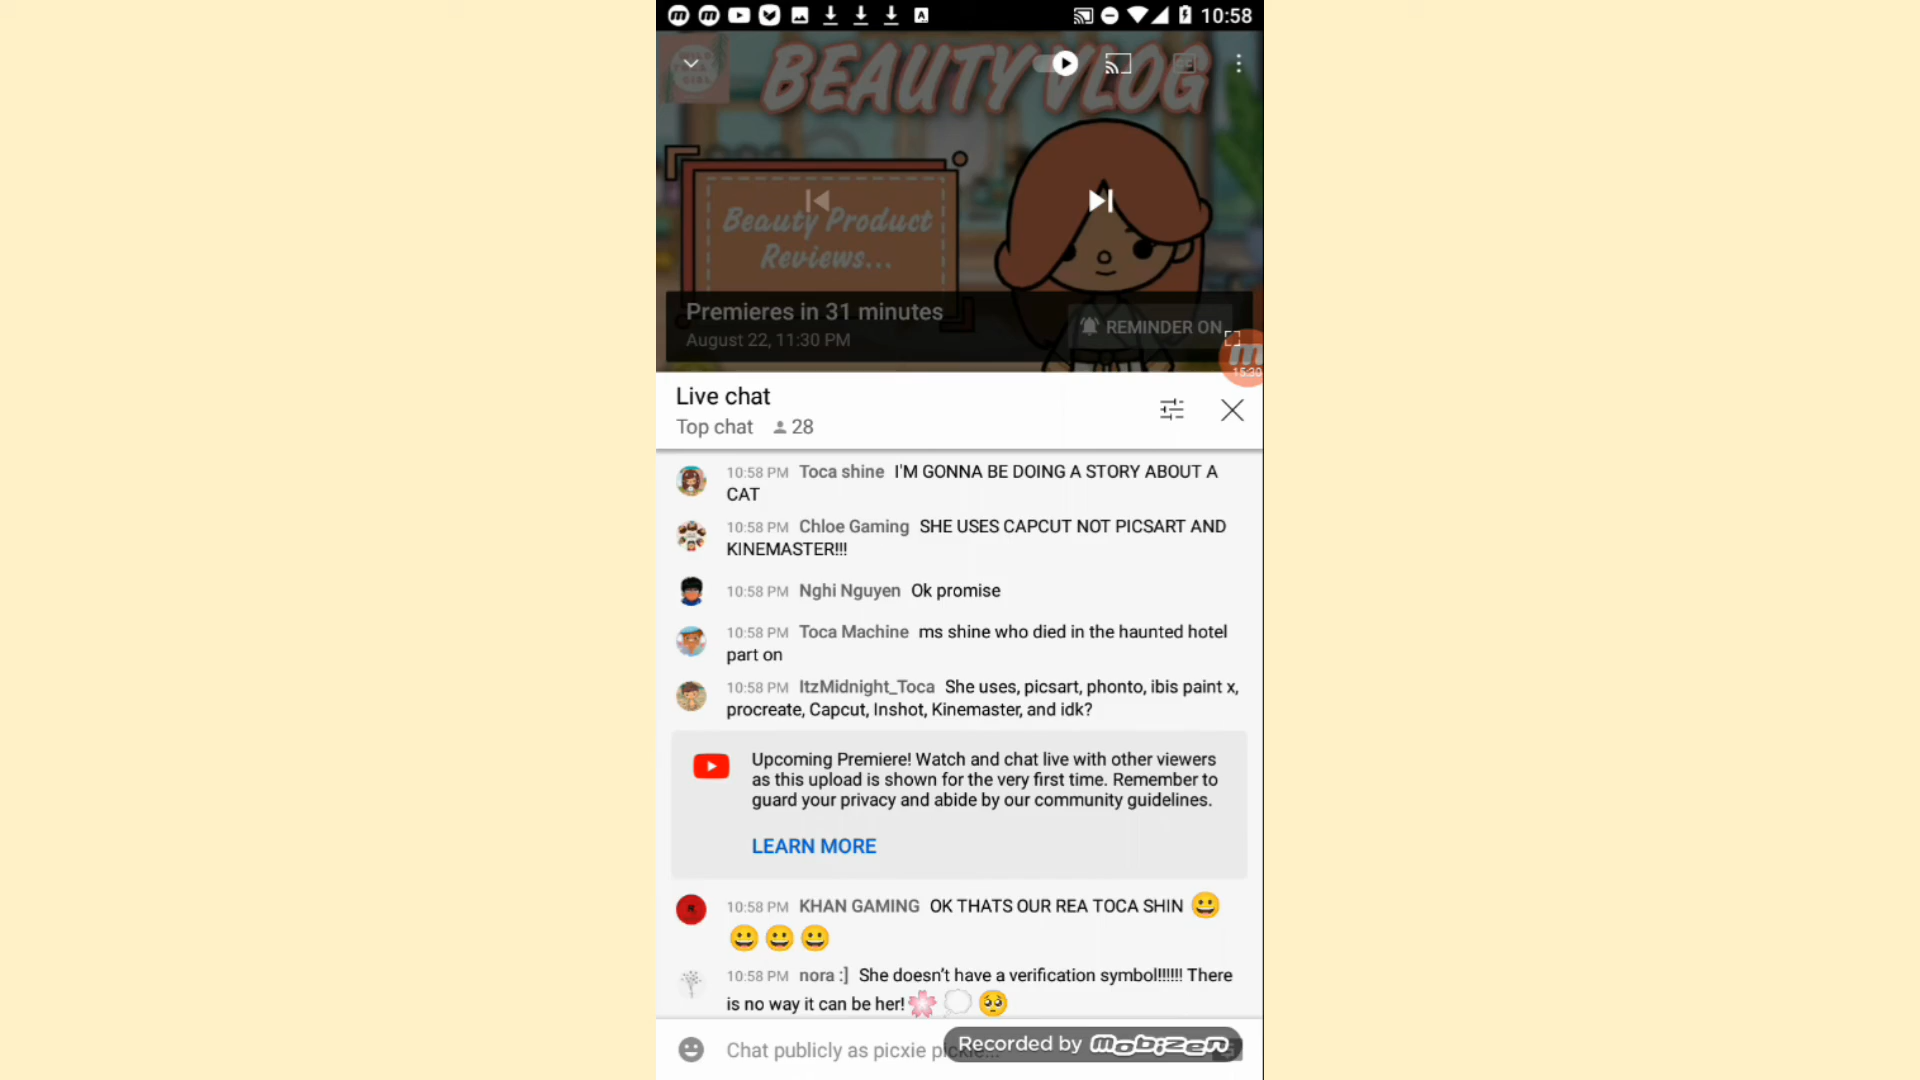 10:58
BEAUTY VLOG
Beauty Product
Reviews...
Premieres in 31 minutes
August 22, 11:30 PM
REMINDER ON
15:30
Live chat
Top chat 28
10:58 PM Toca shine I'M GONNA BE DOING A STORY ABOUT A
CAT
10:58 PM Chloe Gaming SHE USES CAPCUT NOT PICSART AND
KINEMASTER!!!
10:58 PM Nghi Nguyen Ok promise
10:58 PM Toca Machine ms shine who died in the haunted hotel
part on
10:58 PM ItzMidnight_Toca She uses, picsart, phonto, ibis paint x,
procreate, Capcut, Inshot, Kinemaster, and idk?
Upcoming Premiere! Watch and chat live with other viewers
as this upload is shown for the very first time. Remember to
guard your privacy and abide by our community guidelines.
LEARN MORE
10:58 PM KHAN GAMING OK THATS OUR REA TOCA SHIN 😀
😀 😀 😀
10:58 PM nora :] She doesn't have a verification symbol!!!!!! There
is no way it can be her!🌸 💭 🥺
Chat publicly as picxie
Recorded by mobizen